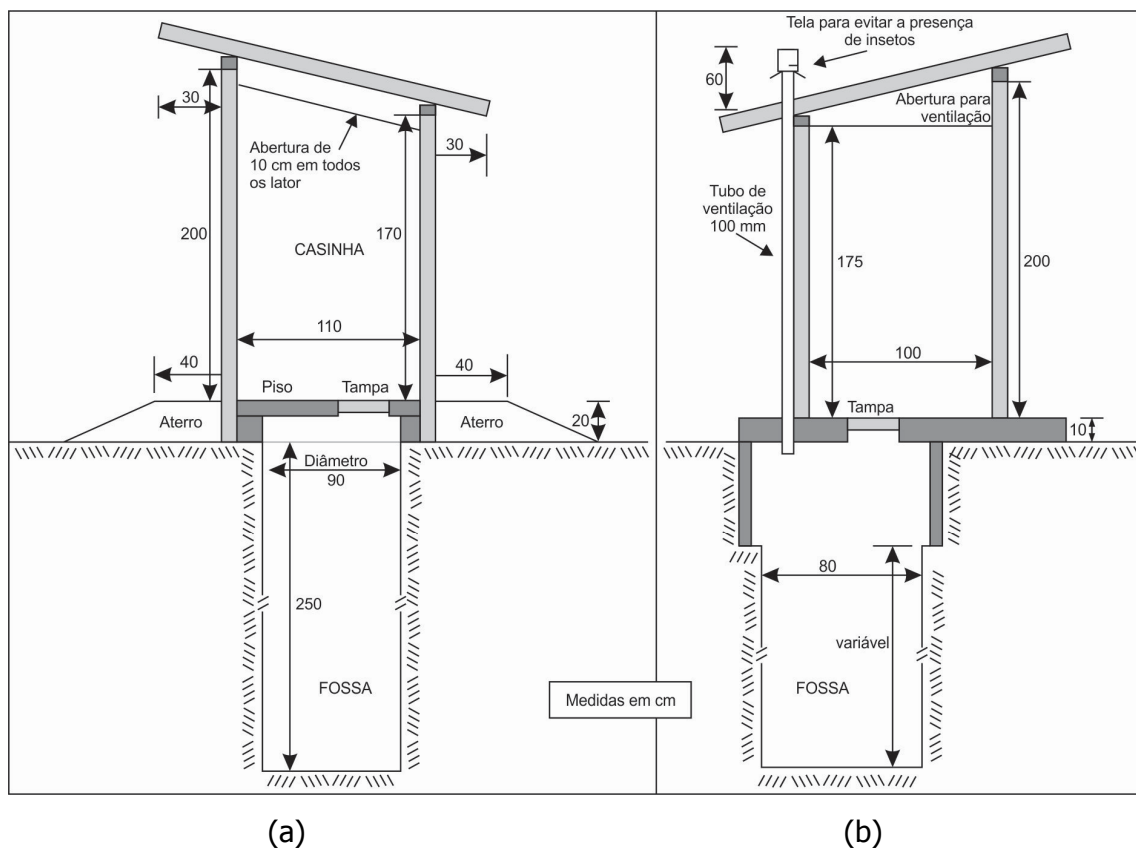 30
200
Abertura de
10 cm em todos
os lator
30
170
CASINHA
110
40
Piso
Tampa
40
Aterro
Aterro
20
Diâmetro
90
250
FOSSA
Medidas em cm
(a)
Tela para evitar a presença
de insetos
60
Abertura para
ventilação
Tubo de
ventilação
100 mm
175
200
100
Tampa
10
80
variável
FOSSA
(b)